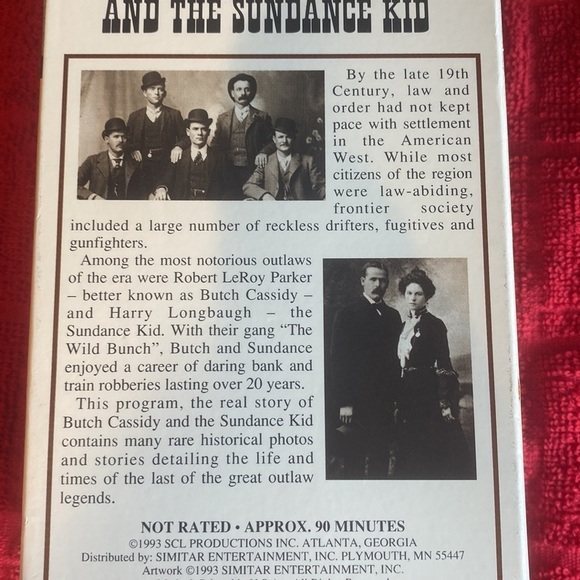 AND THE SUNDANCE KID
By the late 19th
Century, law and
order had not kept
pace with settlement
in the American
West. While most
citizens of the region
were law-abiding,
frontier society
included a large number of reckless drifters, fugitives and
gunfighters.
Among the most notorious outlaws
of the era were Robert LeRoy Parker
– better known as Butch Cassidy –
and Harry Longbaugh – the
Sundance Kid. With their gang “The
Wild Bunch”, Butch and Sundance
enjoyed a career of daring bank and
train robberies lasting over 20 years.
This program, the real story of
Butch Cassidy and the Sundance Kid
contains many rare historical photos
and stories detailing the life and
times of the last of the great outlaw
legends.
NOT RATED • APPROX. 90 MINUTES
©1993 SCL PRODUCTIONS INC. ATLANTA, GEORGIA
Distributed by: SIMITAR ENTERTAINMENT, INC. PLYMOUTH, MN 55447
Artwork ©1993 SIMITAR ENTERTAINMENT, INC.